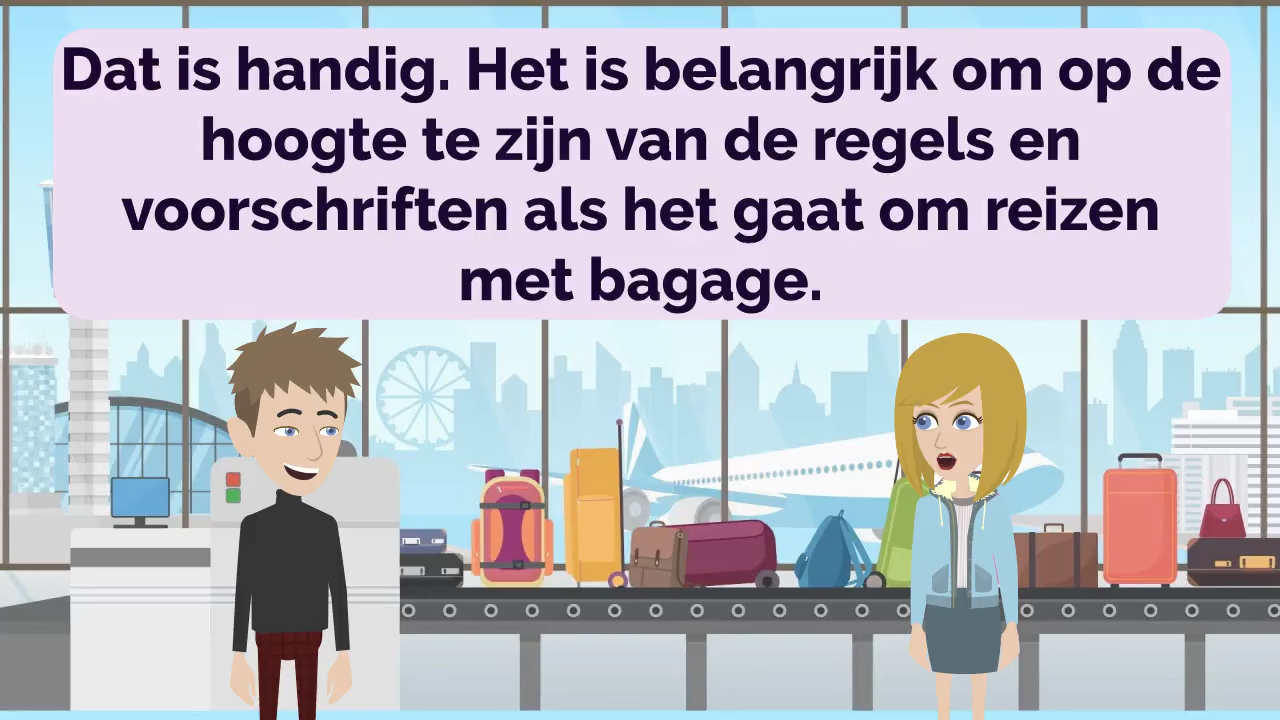 Dat is handig. Het is belangrijk om op de
hoogte te zijn van de regels en
voorschriften als het gaat om reizen
met bagage.